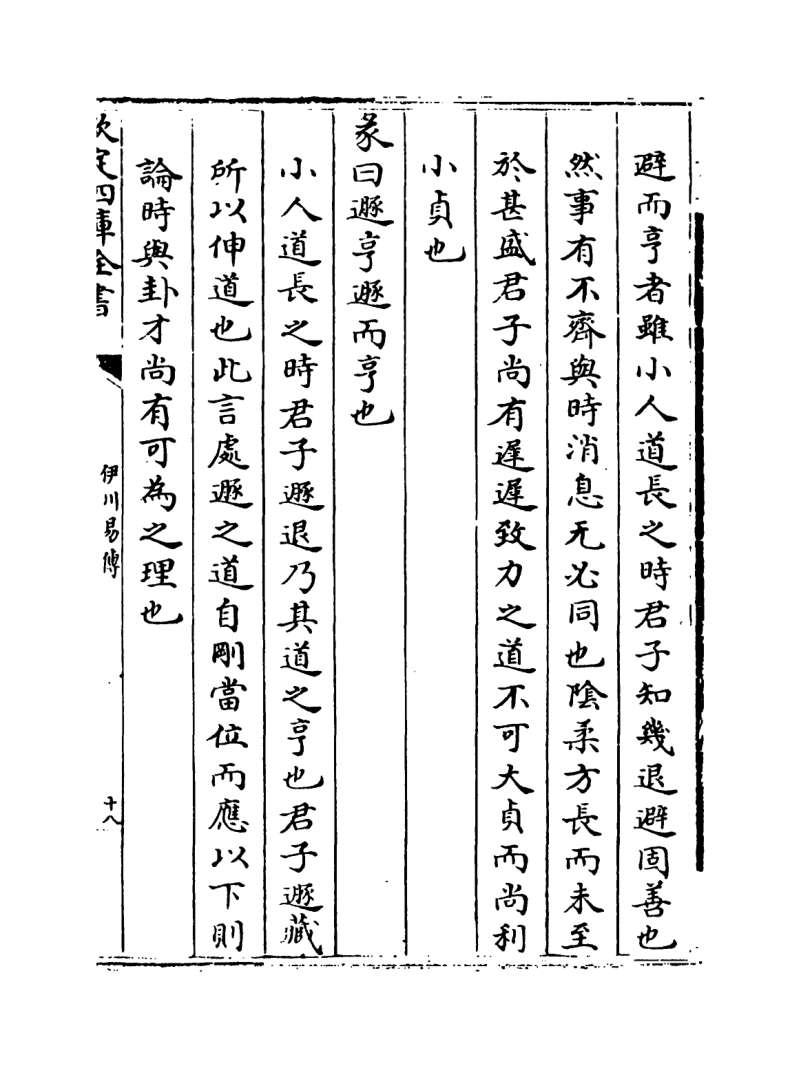 避而亨者雖小人道長之時君子知幾退避固善也
然事有不齊與時消息无必同也陰柔方長而未至
於甚盛君子尚有遲遲致力之道不可大貞而尚利
小貞也
彖曰遯亨遯而亨也
小人道長之時君子遯退乃其道之亨也君子遯藏
所以伸道也此言處遯之道自剛當位而應以下則
論時與卦才尚有可為之理也
欽定四庫全書
伊川易傳
十八